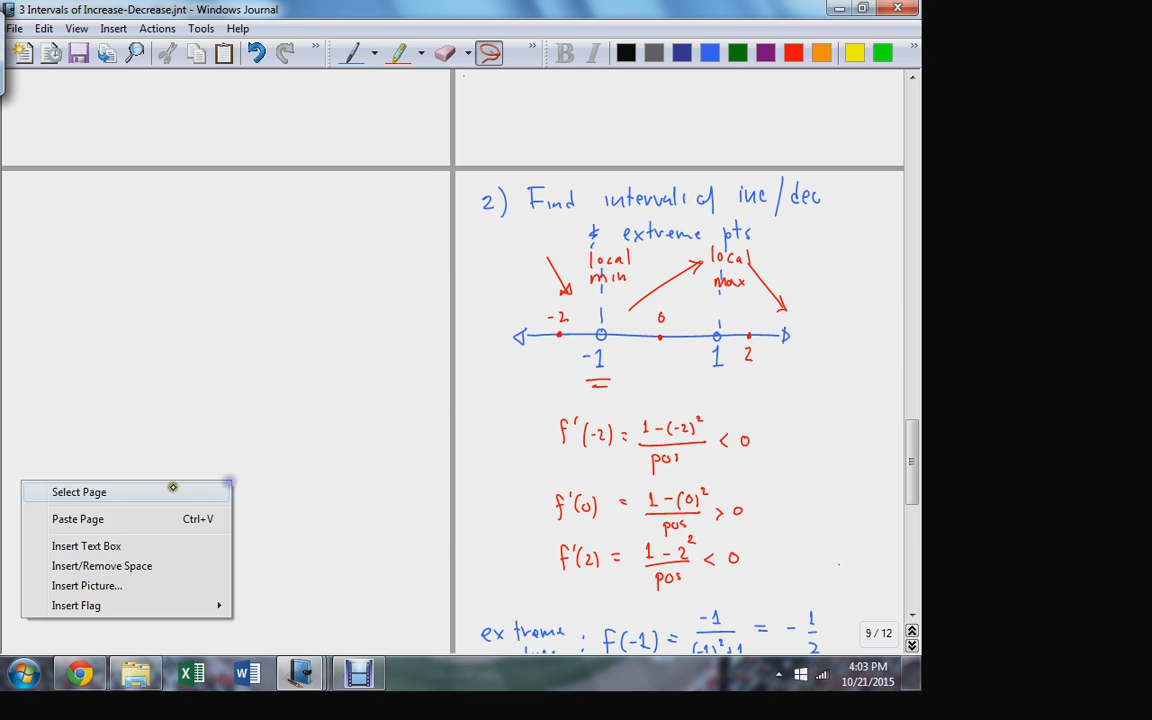 3 Intervals of Increase-Decrease.jnt - Windows Journal
File Edit View Insert Actions Tools Help
B I
2) Find intervals of inc/dec
& extreme pts
local local
min max
-2 0
-1 1 2
f'(-2) = 1-(-2)² / pos < 0
f'(0) = 1-(0)² / pos > 0
f'(2) = 1-2² / pos < 0
extreme : f(-1) = -1 / (-1)²+1 = - 1/2
Select Page
Paste Page Ctrl+V
Insert Text Box
Insert/Remove Space
Insert Picture...
Insert Flag
9 / 12
4:03 PM
10/21/2015